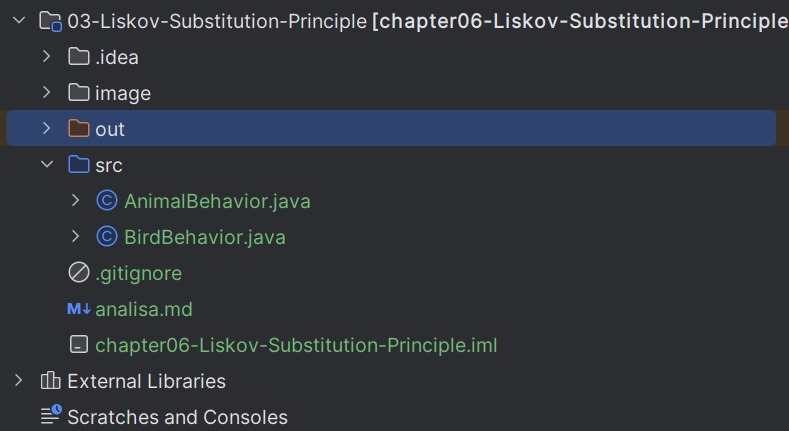 03-Liskov-Substitution-Principle [chapter06-Liskov-Substitution-Principle
.idea
image
out
src
AnimalBehavior.java
BirdBehavior.java
.gitignore
M↓ analisa.md
chapter06-Liskov-Substitution-Principle.iml
External Libraries
Scratches and Consoles